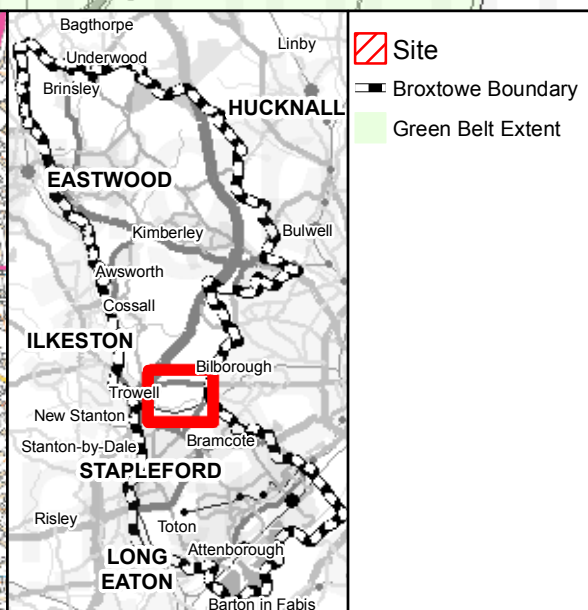 Bagthorpe
Linby
Underwood
Brinsley
HUCKNALL
EASTWOOD
Kimberley
Bulwell
Awsworth
Cossall
ILKESTON
Bilborough
Trowell
New Stanton
Bramcote
Stanton-by-Dale
STAPLEFORD
Risley
Toton
Attenborough
LONG
EATON
Barton in Fabis
Site
Broxtowe Boundary
Green Belt Extent